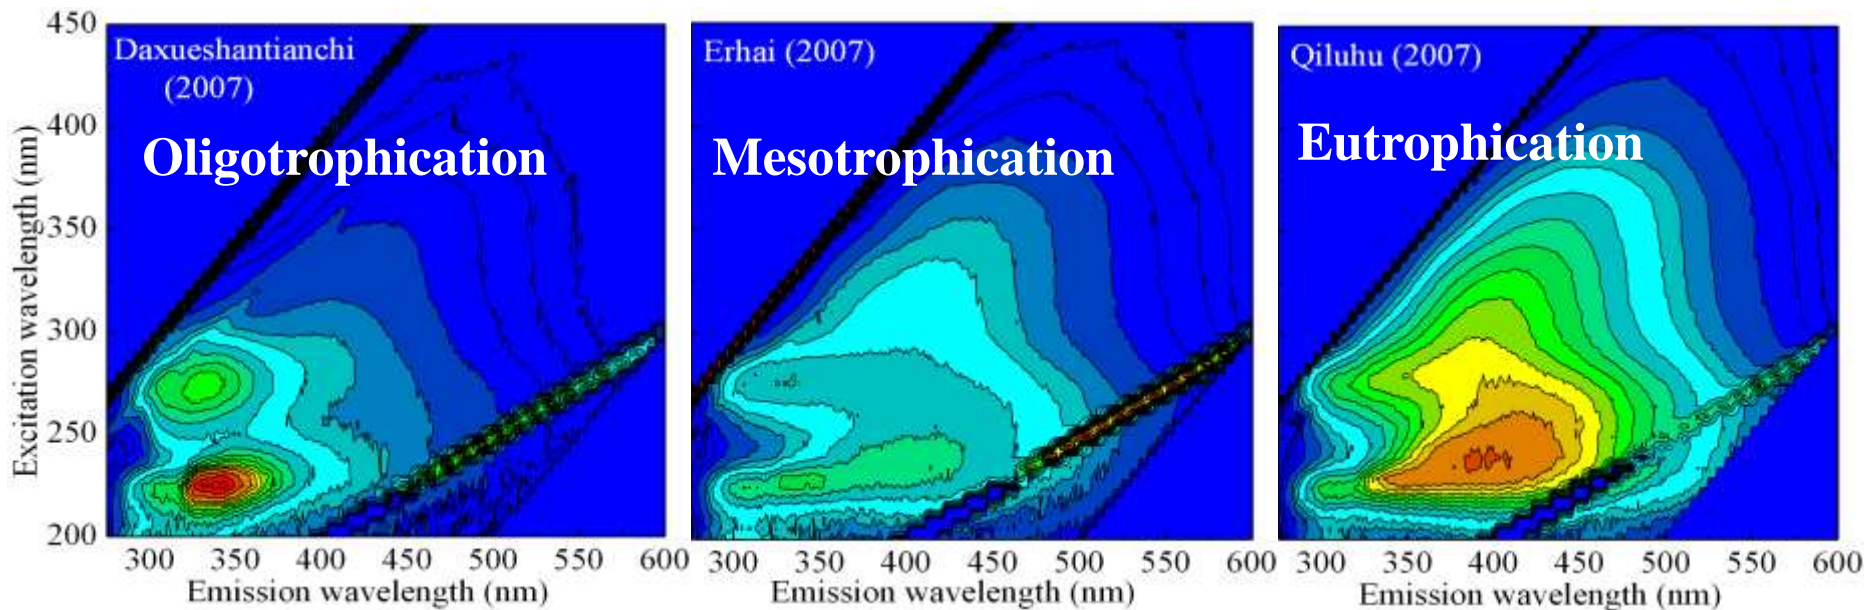 450
400
350
300
250
200
Excitation wavelength (nm)
Daxueshantianchi
(2007)
Oligotrophication
300 350 400 450 500 550 600
Emission wavelength (nm)
Erhai (2007)
Mesotrophication
300 350 400 450 500 550 600
Emission wavelength (nm)
Qiluhu (2007)
Eutrophication
300 350 400 450 500 550 600
Emission wavelength (nm)